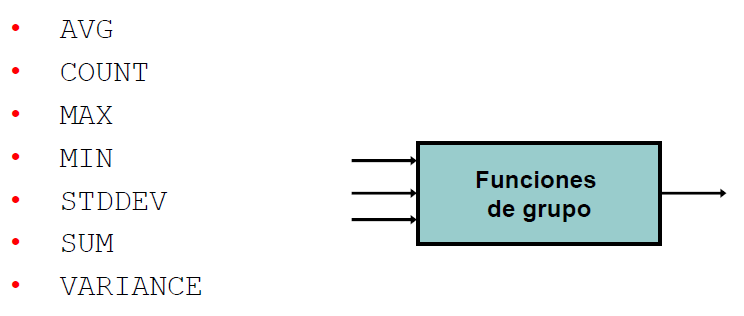 • AVG
• COUNT
• MAX
• MIN
• STDDEV
• SUM
• VARIANCE
Funciones
de grupo